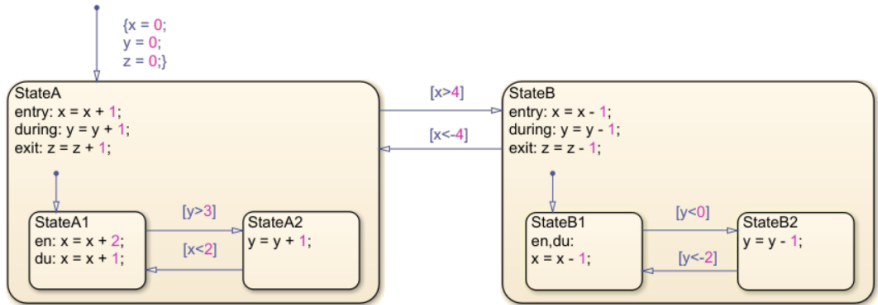 {x = 0;
y = 0;
z = 0;}
StateA
entry: x = x + 1;
during: y = y + 1;
exit: z = z + 1;
StateA1
en: x = x + 2;
du: x = x + 1;
[y>3]
[x<2]
StateA2
y = y + 1;
[x>4]
[x<-4]
StateB
entry: x = x - 1;
during: y = y - 1;
exit: z = z - 1;
StateB1
en,du:
x = x - 1;
[y<0]
[y<-2]
StateB2
y = y - 1;